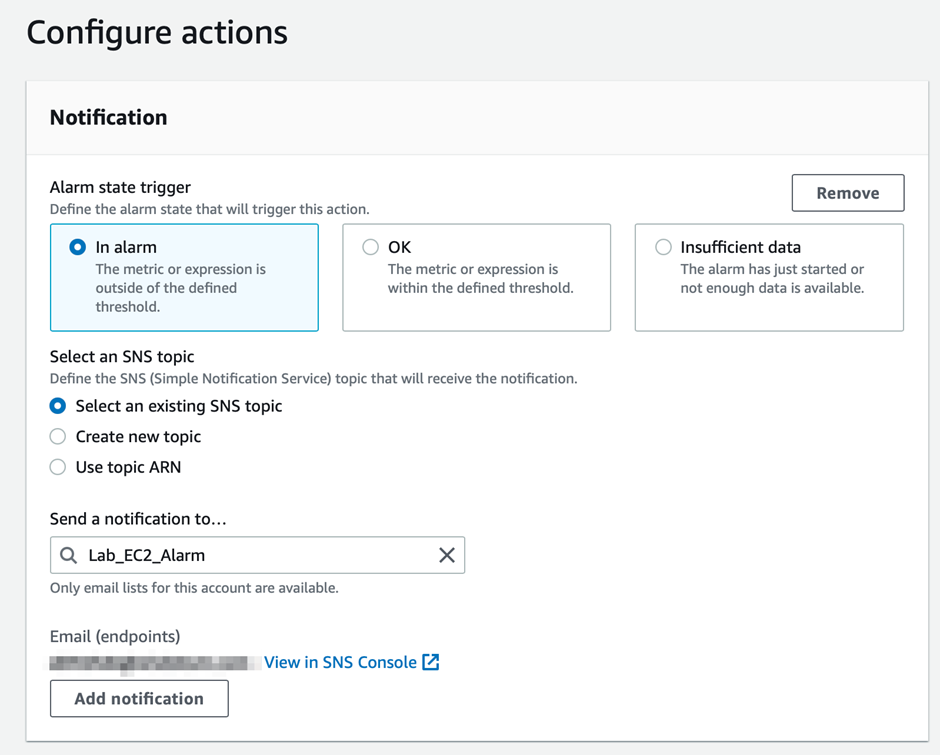 Configure actions
Notification
Alarm state trigger
Define the alarm state that will trigger this action.
Remove
In alarm
The metric or expression is
outside of the defined
threshold.
OK
The metric or expression is
within the defined threshold.
Insufficient data
The alarm has just started or
not enough data is available.
Select an SNS topic
Define the SNS (Simple Notification Service) topic that will receive the notification.
Select an existing SNS topic
Create new topic
Use topic ARN
Send a notification to…
Lab_EC2_Alarm
Only email lists for this account are available.
Email (endpoints)
View in SNS Console
Add notification